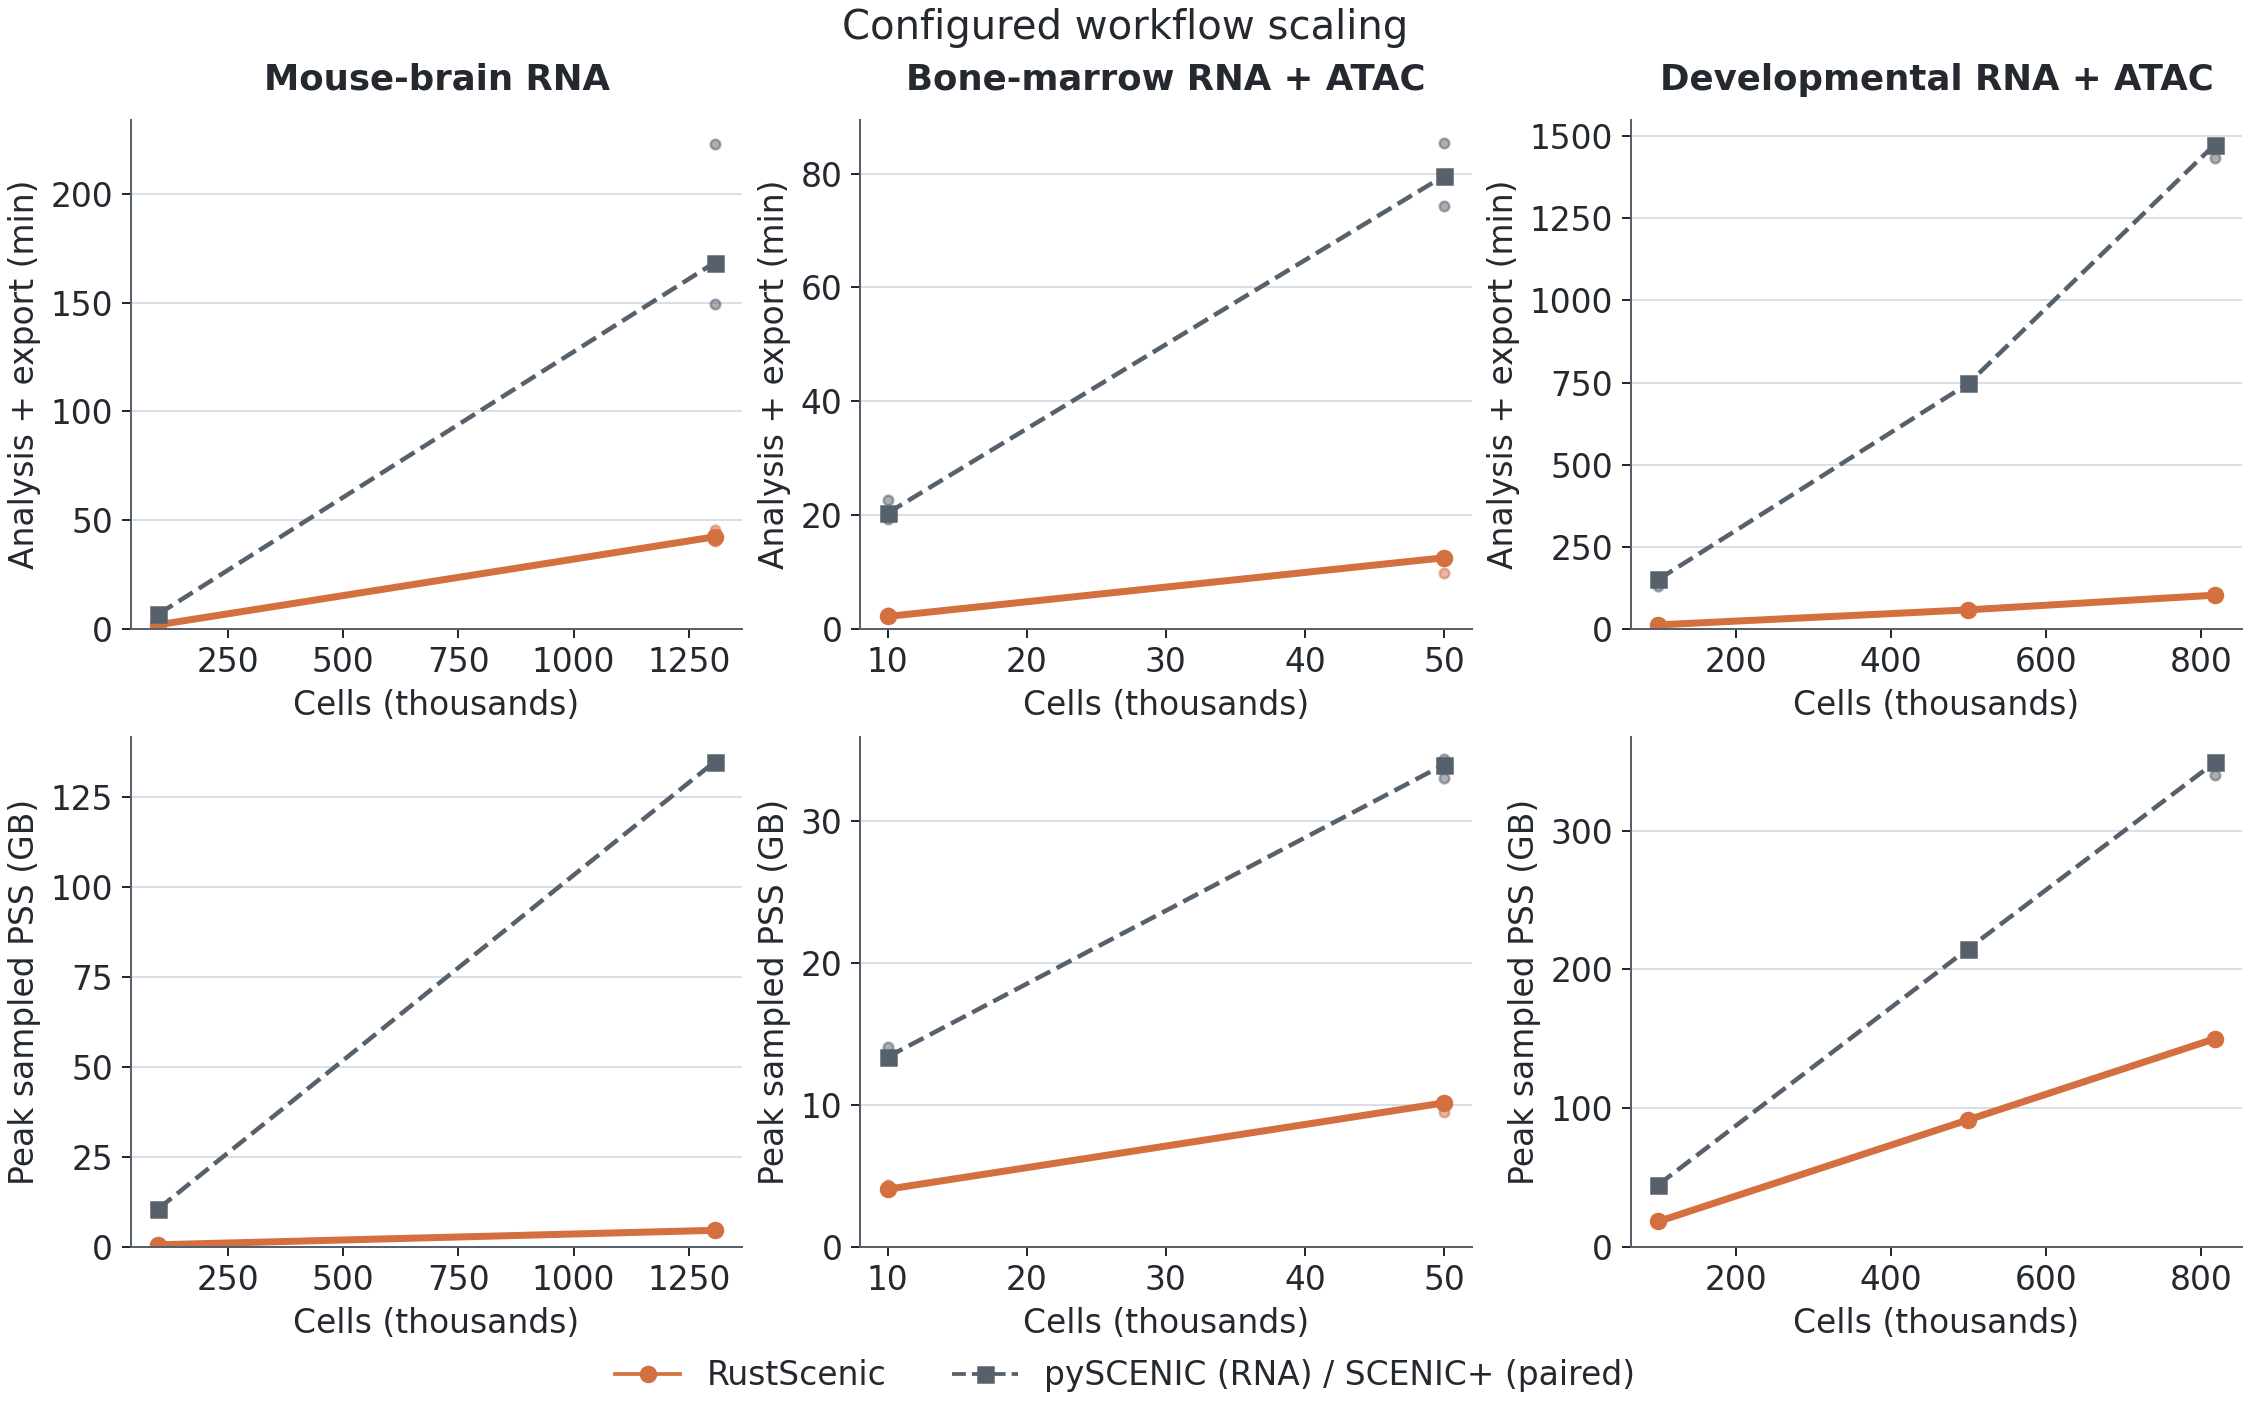 Configured workflow scaling
Mouse-brain RNA
Bone-marrow RNA + ATAC
Developmental RNA + ATAC
Analysis + export (min)
200
150
100
50
0
250 500 750 1000 1250
Cells (thousands)
Analysis + export (min)
80
60
40
20
0
10 20 30 40 50
Cells (thousands)
Analysis + export (min)
1500
1250
1000
750
500
250
0
200 400 600 800
Cells (thousands)
Peak sampled PSS (GB)
125
100
75
50
25
0
250 500 750 1000 1250
Cells (thousands)
Peak sampled PSS (GB)
30
20
10
0
10 20 30 40 50
Cells (thousands)
Peak sampled PSS (GB)
300
200
100
0
200 400 600 800
Cells (thousands)
RustScenic
pySCENIC (RNA) / SCENIC+ (paired)